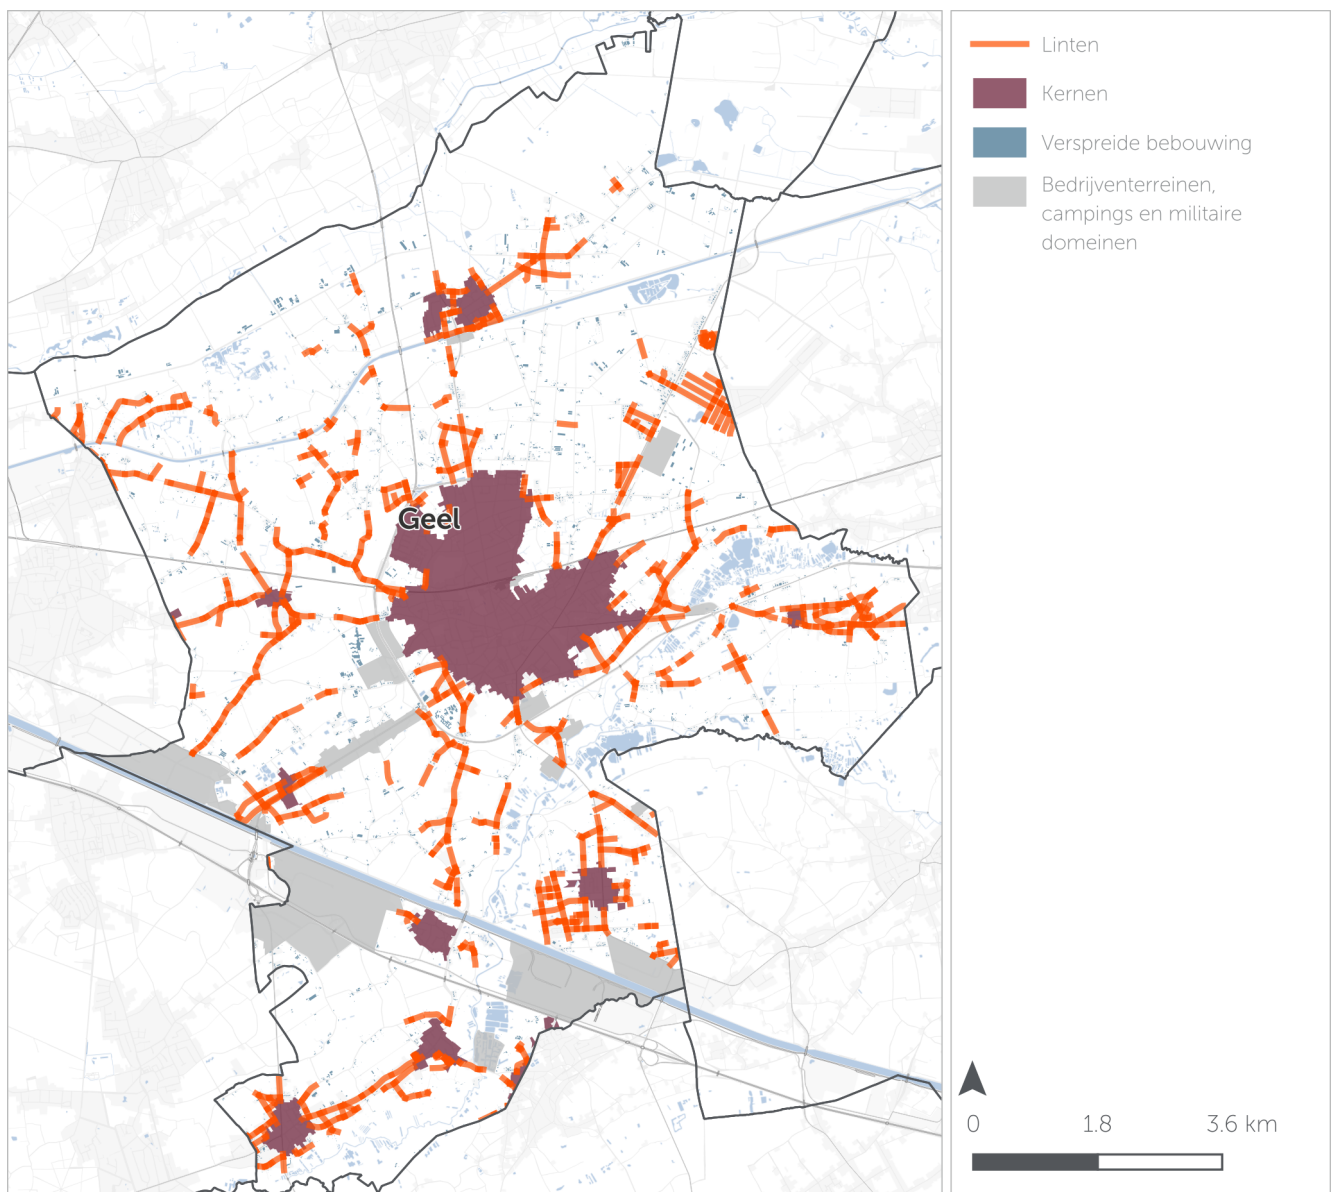 Linten
Kernen
Verspreide bebouwing
Bedrijventerreinen,
campings en militaire
domeinen
Geel
0 1.8 3.6 km